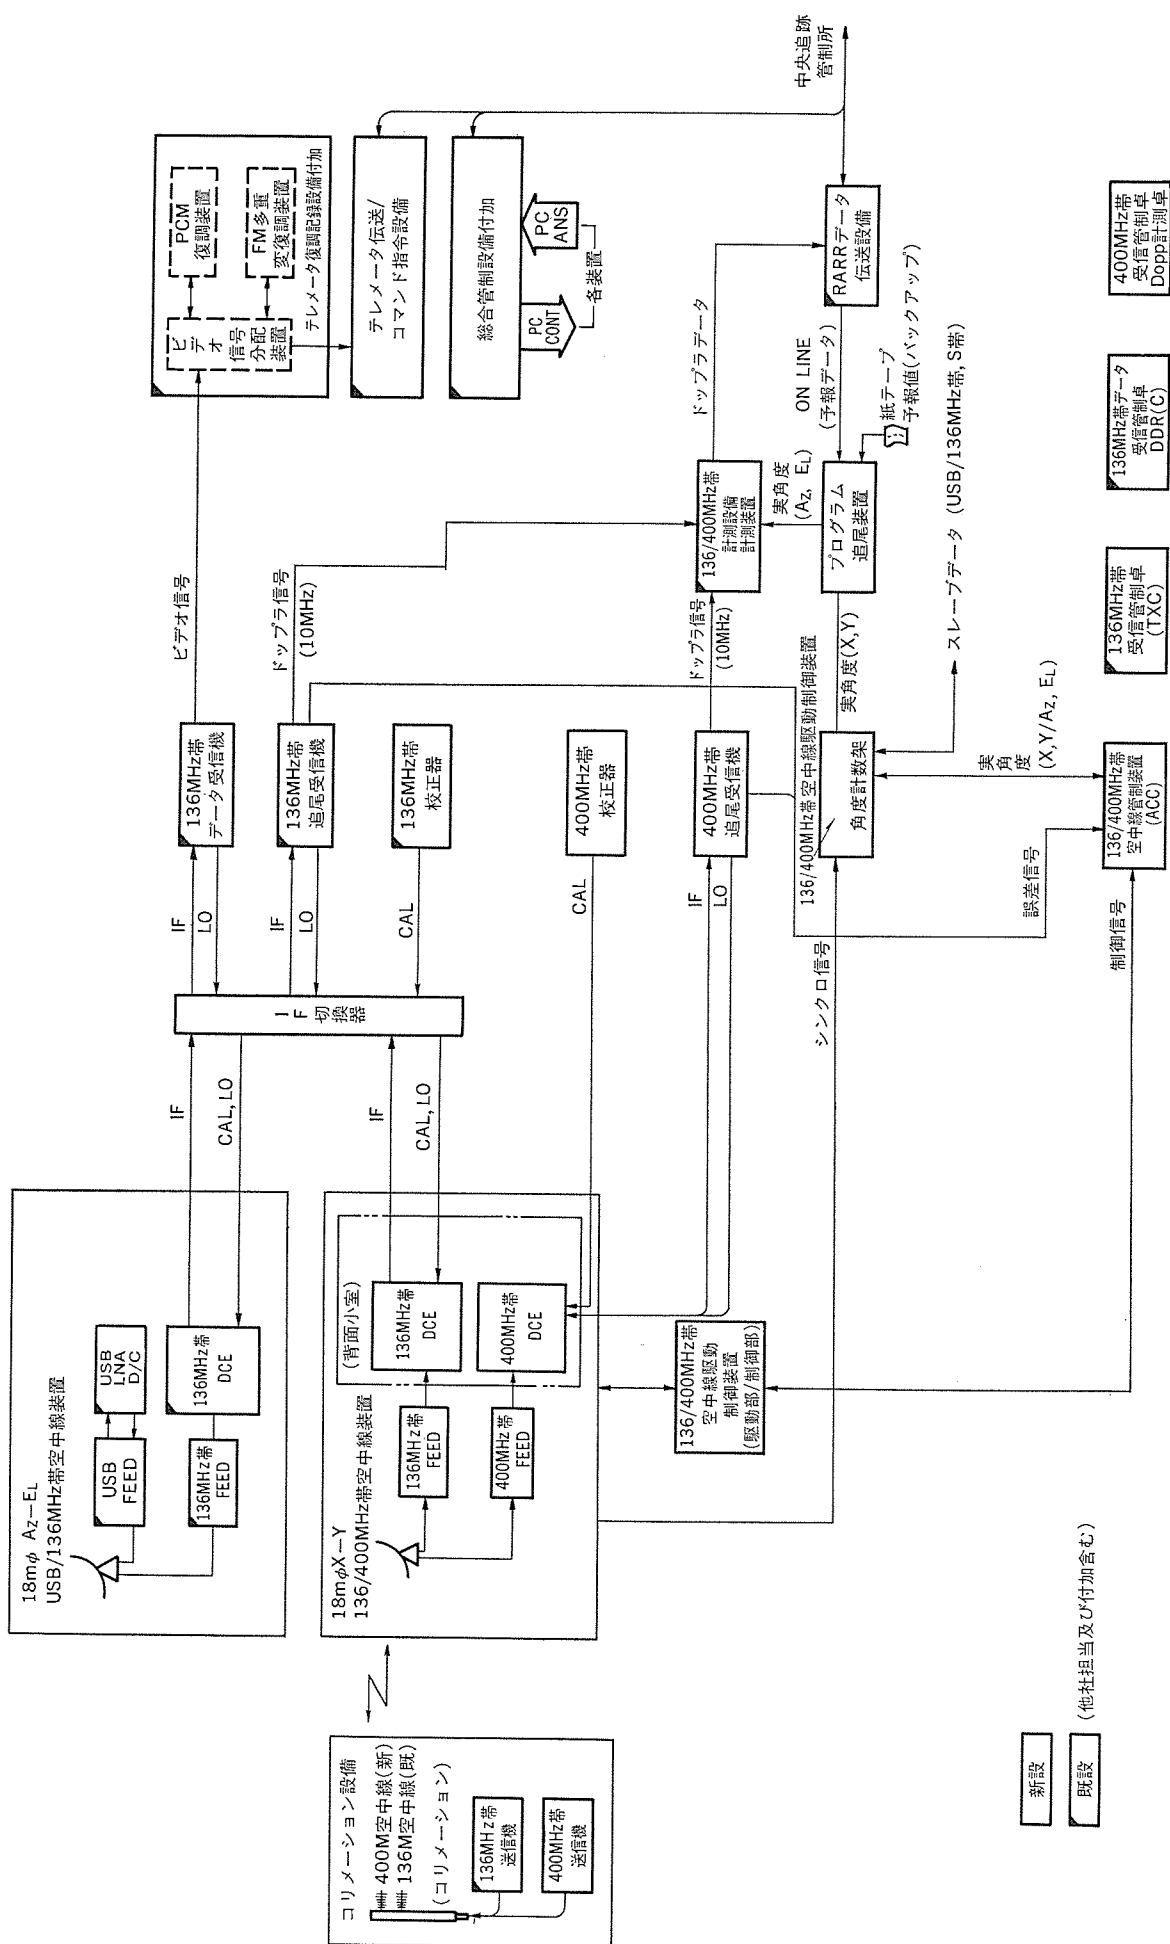 18mφ Az-EL
USB/136MHz帯空中線装置
USB
FEED
USB
LNA
D/C
136MHz帯
FEED
136MHz帯
DCE
IF
CAL, LO
18mφX-Y
136/400MHz帯空中線装置
(背面小室)
136MHz帯
FEED
136MHz帯
DCE
400MHz帯
FEED
400MHz帯
DCE
IF
CAL, LO
コリメーション設備
400M空中線(新)
136M空中線(既)
(コリメーション)
136MHz帯
送信機
400MHz帯
送信機
136/400MHz帯
空中線駆動
制御装置
(駆動部/制御部)
IF
切
換
器
IF
LO
136MHz帯
データ受信機
ビデオ信号
IF
LO
136MHz帯
追尾受信機
ドップラ信号
(10MHz)
CAL
136MHz帯
校正器
CAL
400MHz帯
校正器
IF
LO
400MHz帯
追尾受信機
ドップラ信号
(10MHz)
シンクロ信号
136/400MHz帯空中線駆動制御装置
角度計数架
実角度(X,Y)
誤差信号
制御信号
136/400MHz帯
空中線管制装置
(ACC)
実
角
度
(X,Y/Az, EL)
スレーブデータ (USB/136MHz帯, S帯)
ビ
デ
オ
信号
分配
装置
PCM
復調装置
FM多重
変復調装置
テレメータ復調記録設備付加
テレメータ伝送/
コマンド指令設備
総合管制設備付加
PC
CONT
PC
ANS
各装置
中央追跡
管制所
136/400MHz帯
計測設備
計測装置
ドップラデータ
実角度
(Az, EL)
プログラム
追尾装置
ON LINE
(予報データ)
紙テープ
予報値(バックアップ)
RARRデータ
伝送設備
136MHz帯
受信管制卓
(TXC)
136MHz帯データ
受信管制卓
DDR(C)
400MHz帯
受信管制卓
Dopp計測卓
新設
既設
(他社担当及び付加含む)